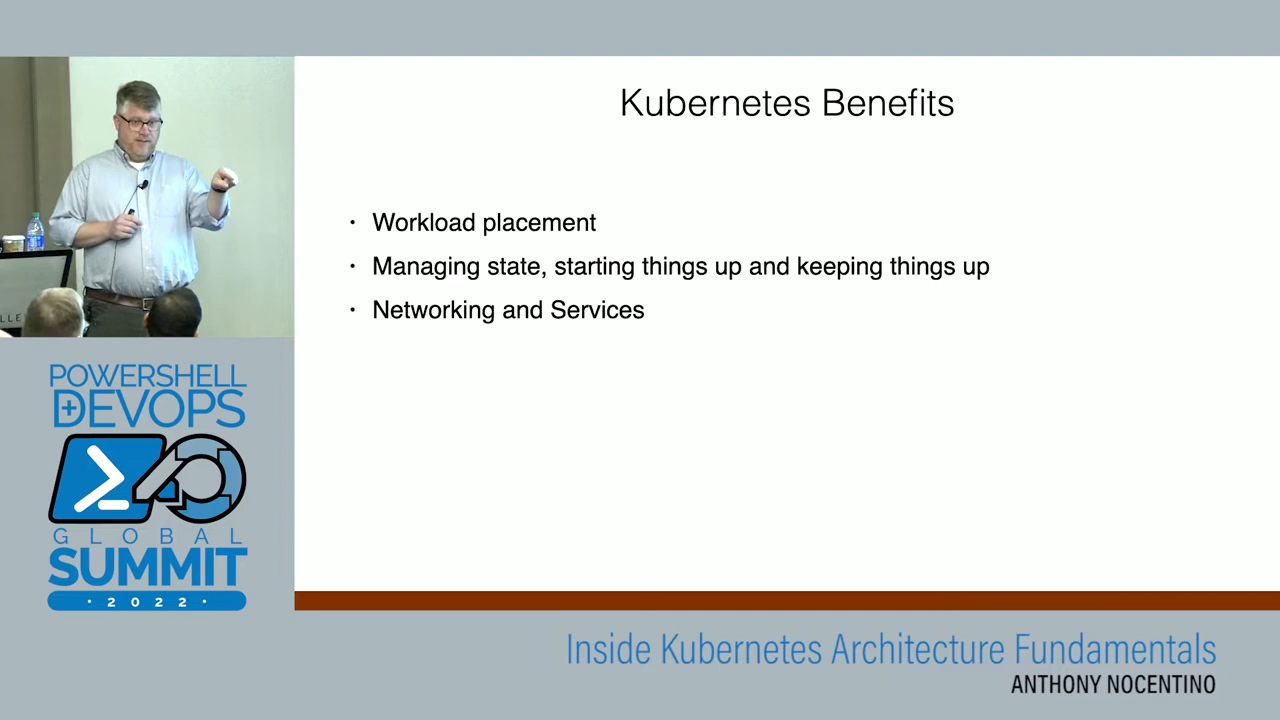 Kubernetes Benefits
• Workload placement
• Managing state, starting things up and keeping things up
• Networking and Services
POWERSHELL
DEVOPS
GLOBAL
SUMMIT
· 2022 ·
Inside Kubernetes Architecture Fundamentals
ANTHONY NOCENTINO